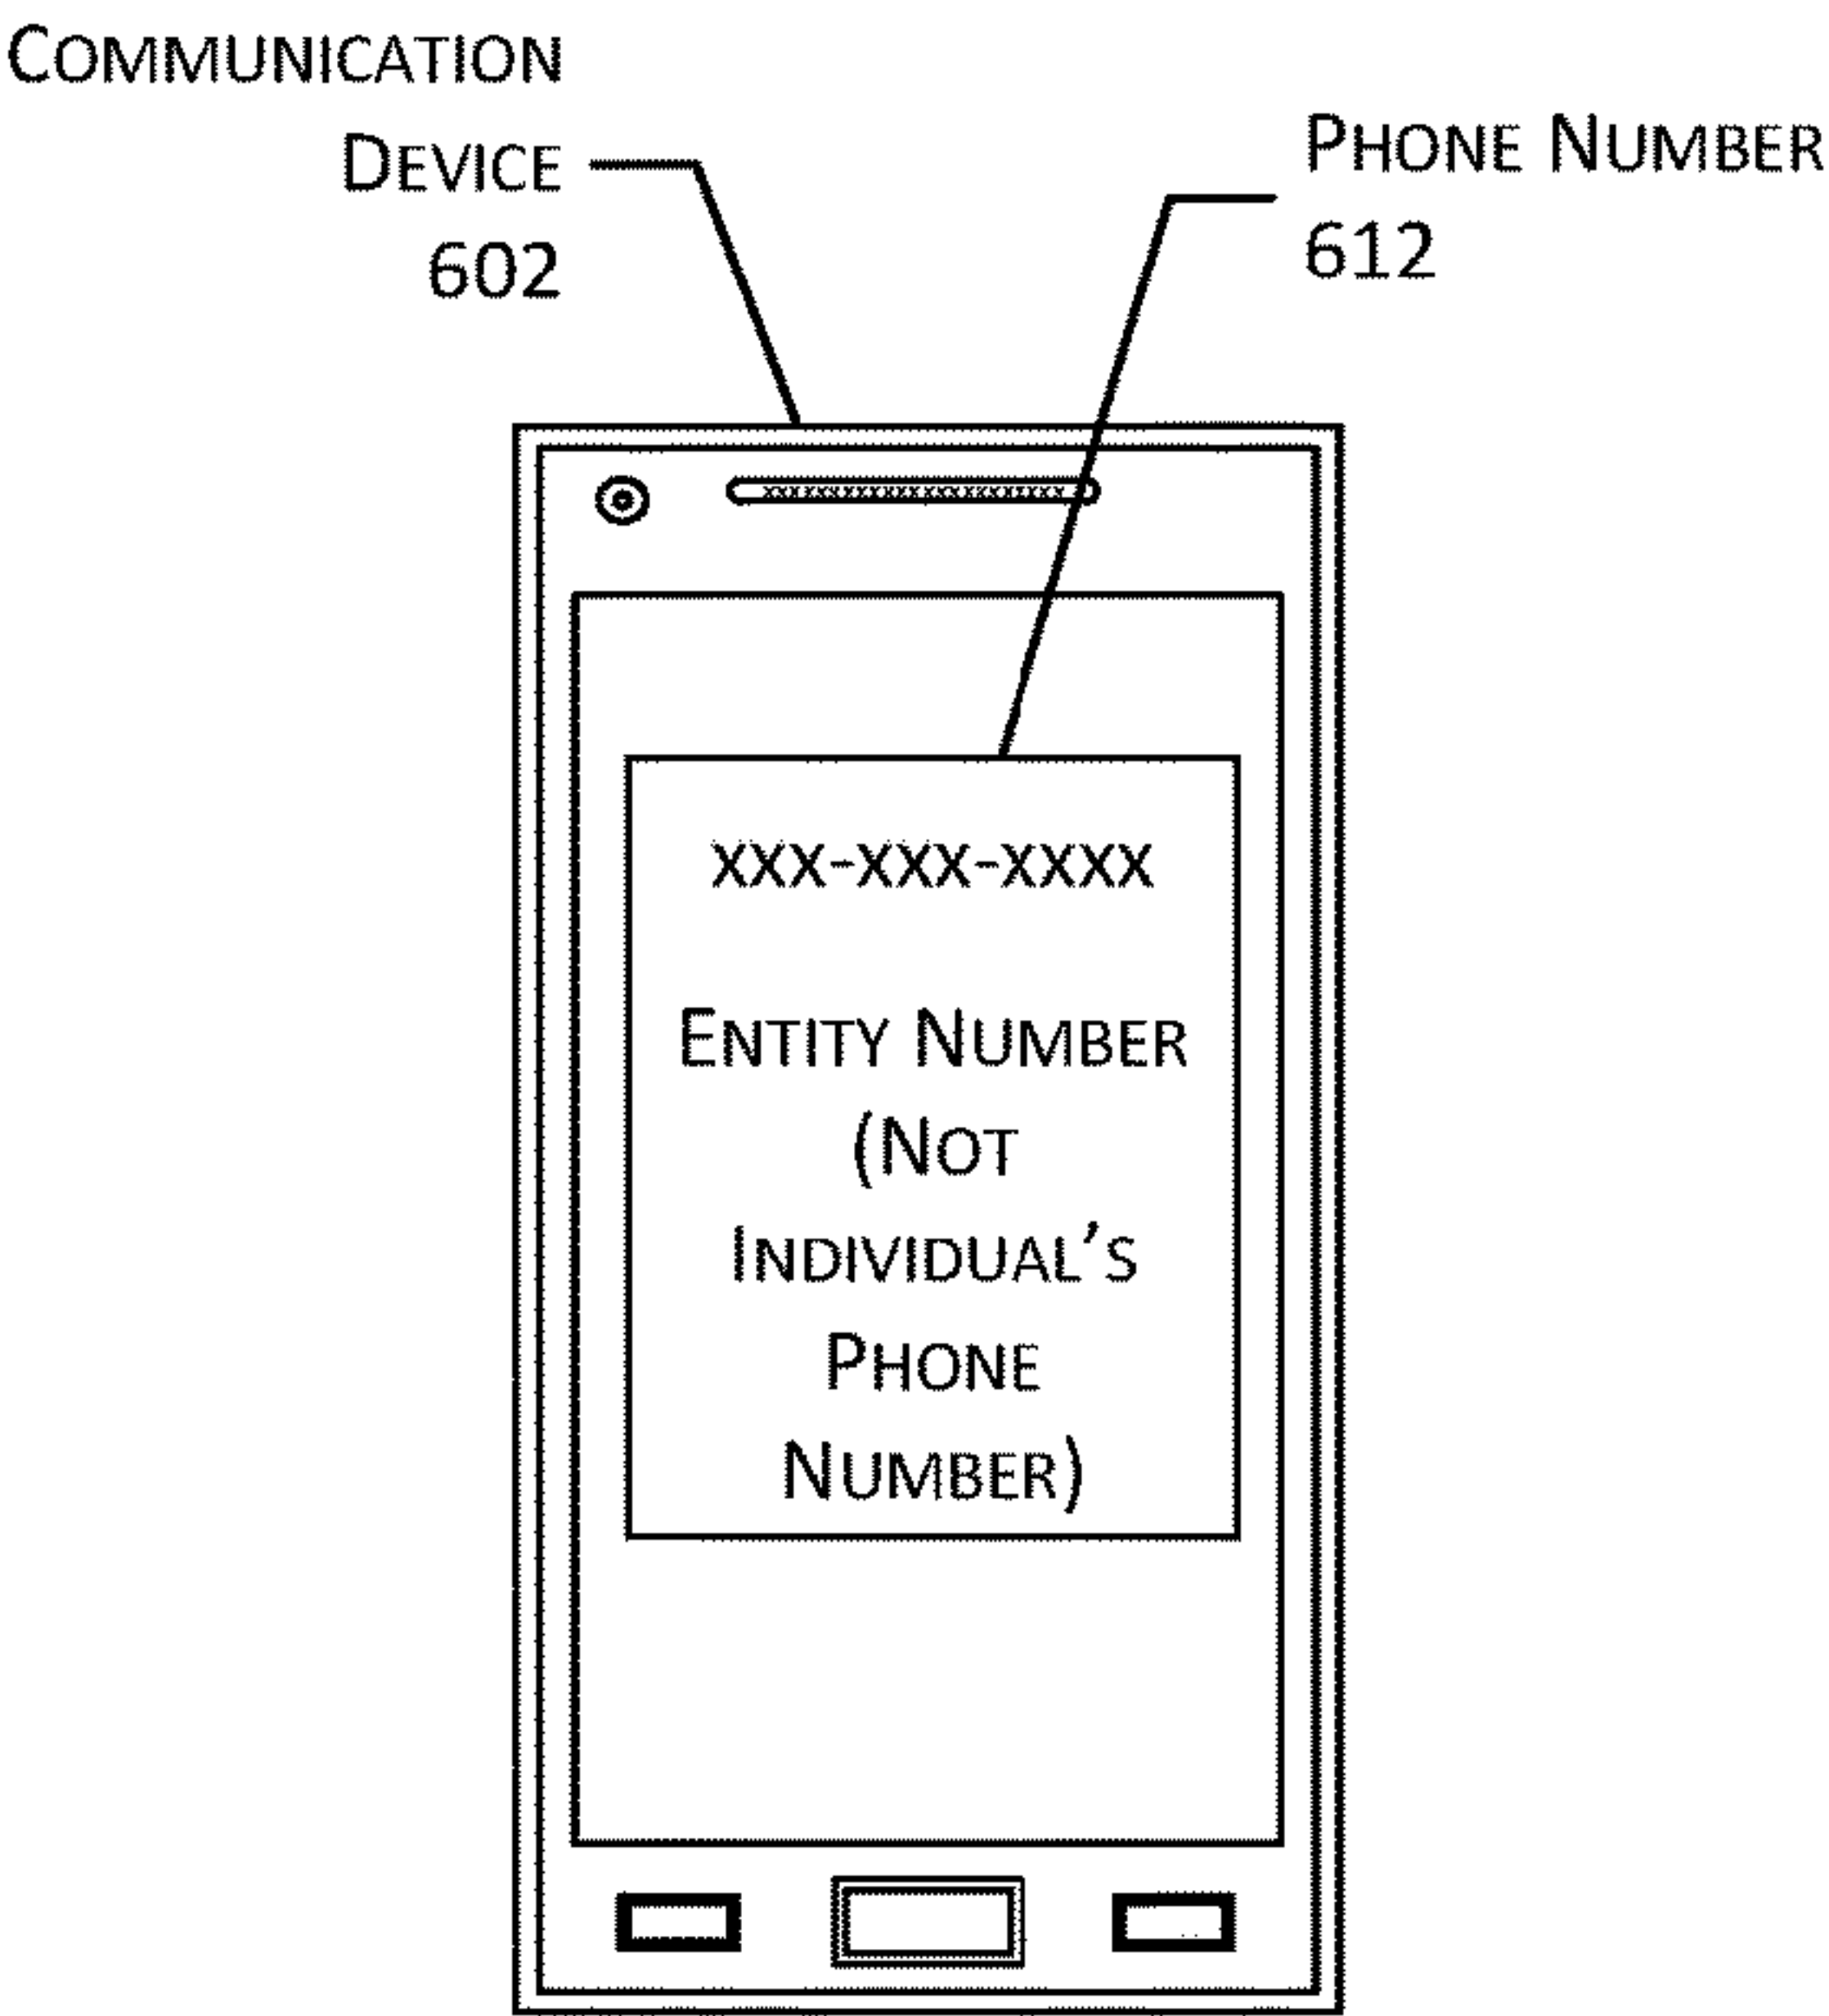 COMMUNICATION
DEVICE
602
PHONE NUMBER
612
XXX-XXX-XXXX
ENTITY NUMBER
(NOT
INDIVIDUAL'S
PHONE
NUMBER)